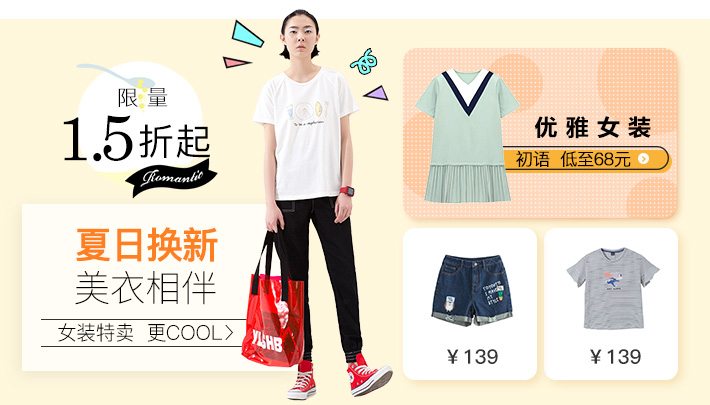 限量
1.5折起
Romantic
夏日换新
美衣相伴
女装特卖 更COOL>
优雅女装
初语 低至68元
¥139
¥139